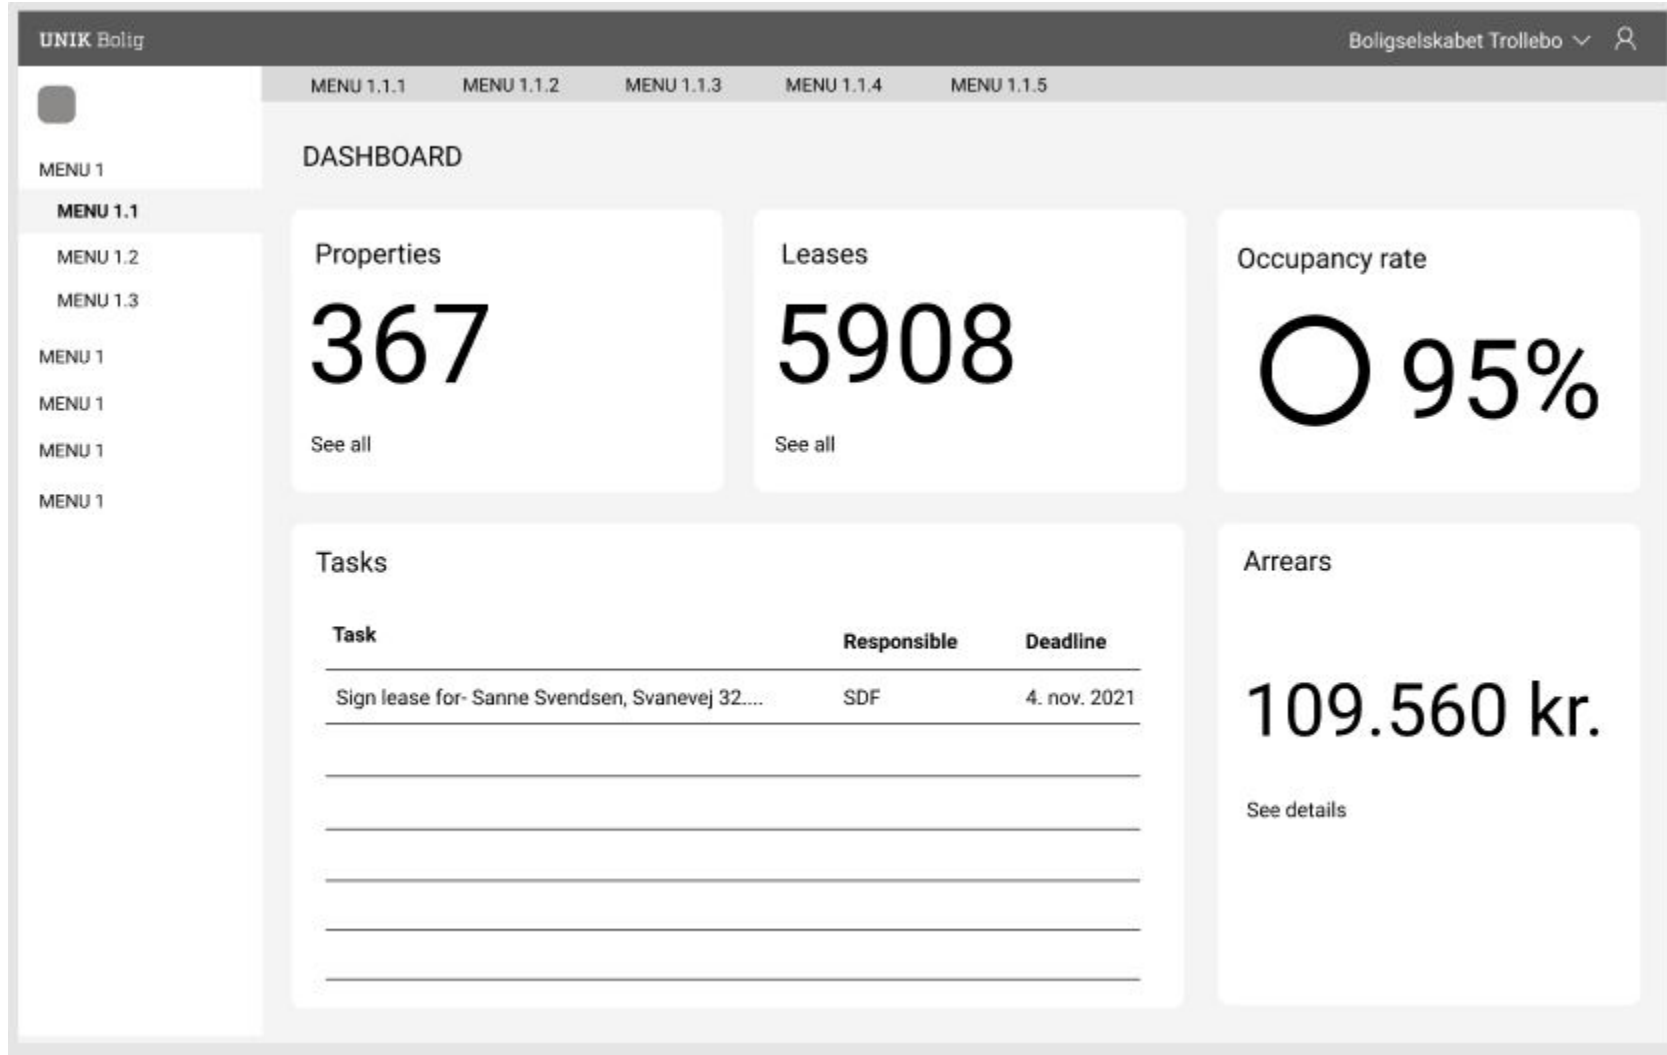 UNIK Bolig
Boligselskabet Trollebo
MENU 1.1.1 MENU 1.1.2 MENU 1.1.3 MENU 1.1.4 MENU 1.1.5
MENU 1
MENU 1.1
MENU 1.2
MENU 1.3
MENU 1
MENU 1
MENU 1
MENU 1
DASHBOARD
Properties
367
See all
Leases
5908
See all
Occupancy rate
95%
Tasks
Task Responsible Deadline
Sign lease for- Sanne Svendsen, Svanevej 32.... SDF 4. nov. 2021
Arrears
109.560 kr.
See details